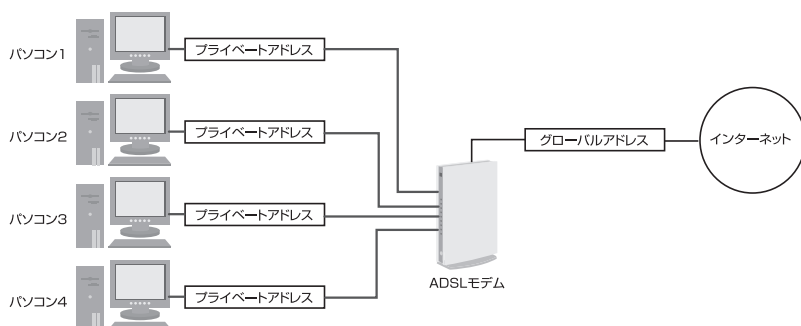 パソコン1
プライベートアドレス
パソコン2
プライベートアドレス
グローバルアドレス
インターネット
パソコン3
プライベートアドレス
ADSLモデム
パソコン4
プライベートアドレス